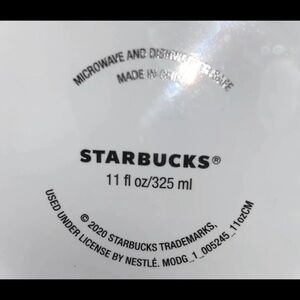 MICROWAVE AND DISHWASHER SAFE
MADE IN CHINA
STARBUCKS®
11 fl oz/325 ml
© 2020 STARBUCKS TRADEMARKS,
USED UNDER LICENSE BY NESTLÉ. MODG_1_005245_11ozCM